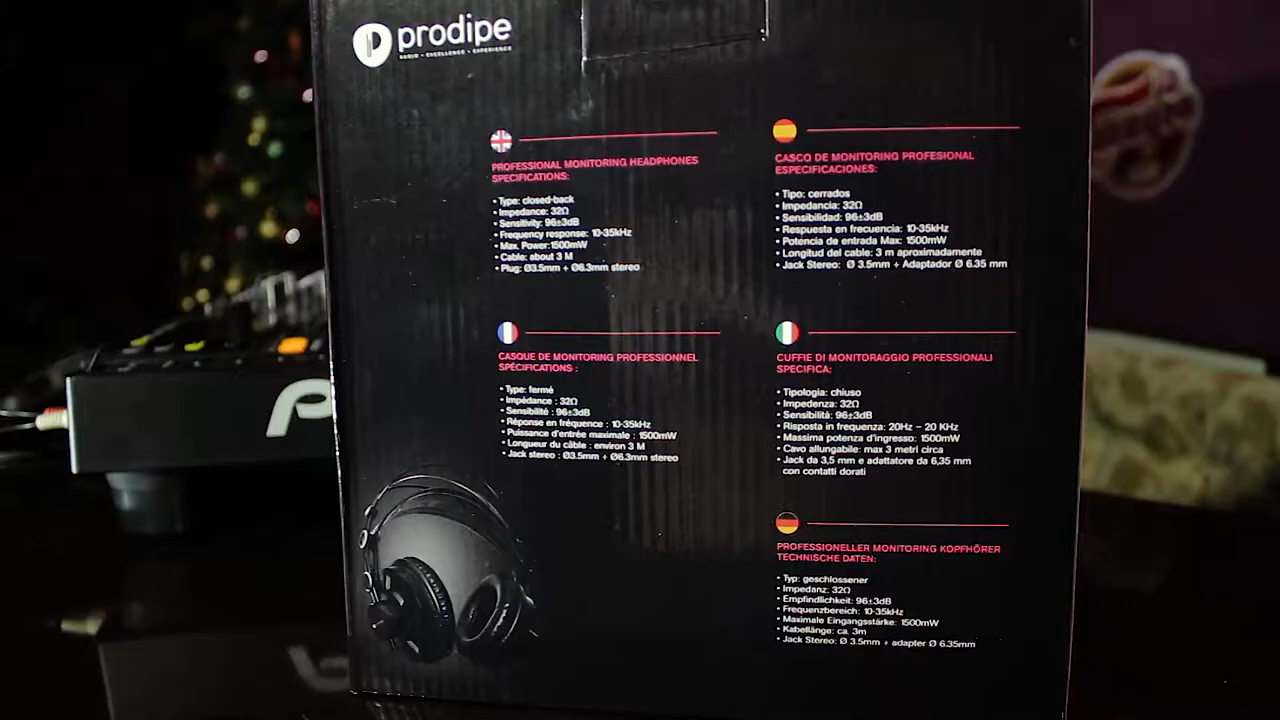 prodipe
AUDIO • EXCELLENCE • EXPERIENCE
PROFESSIONAL MONITORING HEADPHONES
SPECIFICATIONS:
• Type: closed-back
• Impedance: 32Ω
• Sensitivity: 96±3dB
• Frequency response: 10-35kHz
• Max. Power:1500mW
• Cable: about 3 M
• Plug: Ø3.5mm + Ø6.3mm stereo
CASCO DE MONITORING PROFESIONAL
ESPECIFICACIONES:
• Tipo: cerrados
• Impedancia: 32Ω
• Sensibilidad: 96±3dB
• Respuesta en frecuencia: 10-35kHz
• Potencia de entrada Max: 1500mW
• Longitud del cable: 3 m aproximadamente
• Jack Stereo: Ø 3.5mm + Adaptador Ø 6.35 mm
CASQUE DE MONITORING PROFESSIONNEL
SPÉCIFICATIONS :
• Type: fermé
• Impédance : 32Ω
• Sensibilité : 96±3dB
• Réponse en fréquence : 10-35kHz
• Puissance d'entrée maximale : 1500mW
• Longueur du câble : environ 3 M
• Jack stereo : Ø3.5mm + Ø6.3mm stereo
CUFFIE DI MONITORAGGIO PROFESSIONALI
SPECIFICA:
• Tipologia: chiuso
• Impedenza: 32Ω
• Sensibilità: 96±3dB
• Risposta in frequenza: 20Hz – 20 KHz
• Massima potenza d'ingresso: 1500mW
• Cavo allungabile: max 3 metri circa
• Jack da 3,5 mm e adattatore da 6,35 mm
con contatti dorati
PROFESSIONELLER MONITORING KOPFHÖRER
TECHNISCHE DATEN:
• Typ: geschlossener
• Impedanz: 32Ω
• Empfindlichkeit: 96±3dB
• Frequenzbereich: 10-35kHz
• Maximale Eingangsstärke: 1500mW
• Kabellänge: ca. 3m
• Jack Stereo: Ø 3.5mm + adapter Ø 6.35mm